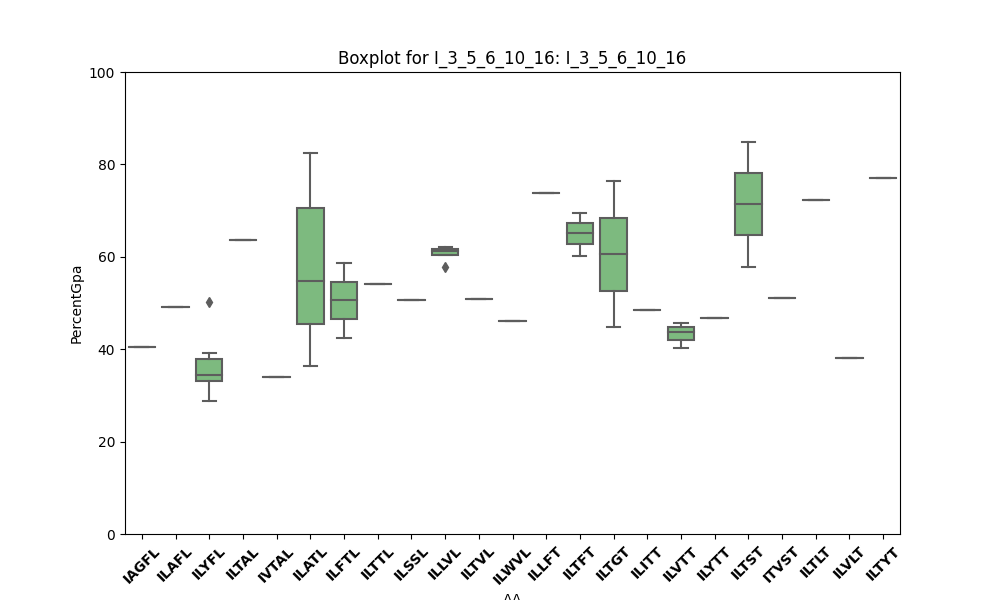 Boxplot for I_3_5_6_10_16: I_3_5_6_10_16
100
80
60
40
20
0
PercentGpa
IAGFL ILAFL ILYFL ILTAL IVTAL ILATL ILFTL ILTTL ILSSL ILLVL ILTVL ILWVL ILLFT ILTFT ILTGT ILITT ILVTT ILYTT ILTST ITVST ILTLT ILVLT ILTYT
AA